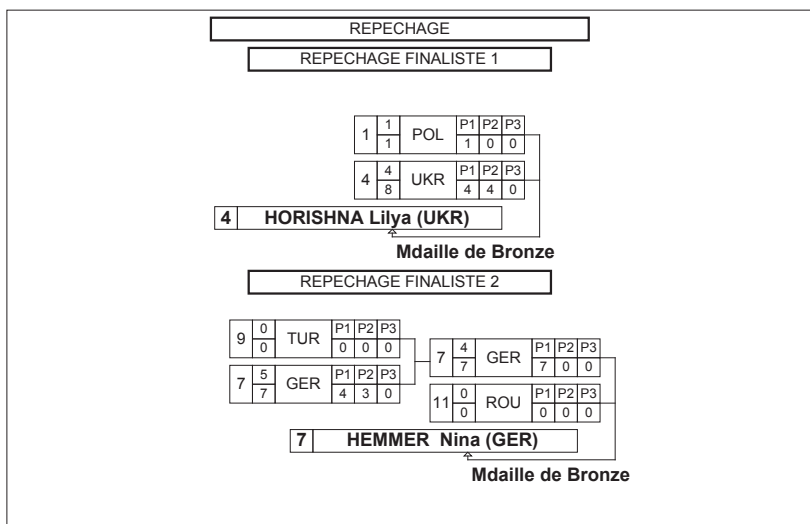 REPECHAGE
REPECHAGE FINALISTE 1
1 1 POL P1 P2 P3
1 1 0 0
4 4 UKR P1 P2 P3
8 4 4 0
4 HORISHNA Lilya (UKR)
Mdaille de Bronze
REPECHAGE FINALISTE 2
9 0 TUR P1 P2 P3
0 0 0 0
7 4 GER P1 P2 P3
7 7 0 0
7 5 GER P1 P2 P3
7 4 3 0
11 0 ROU P1 P2 P3
0 0 0 0
7 HEMMER Nina (GER)
Mdaille de Bronze